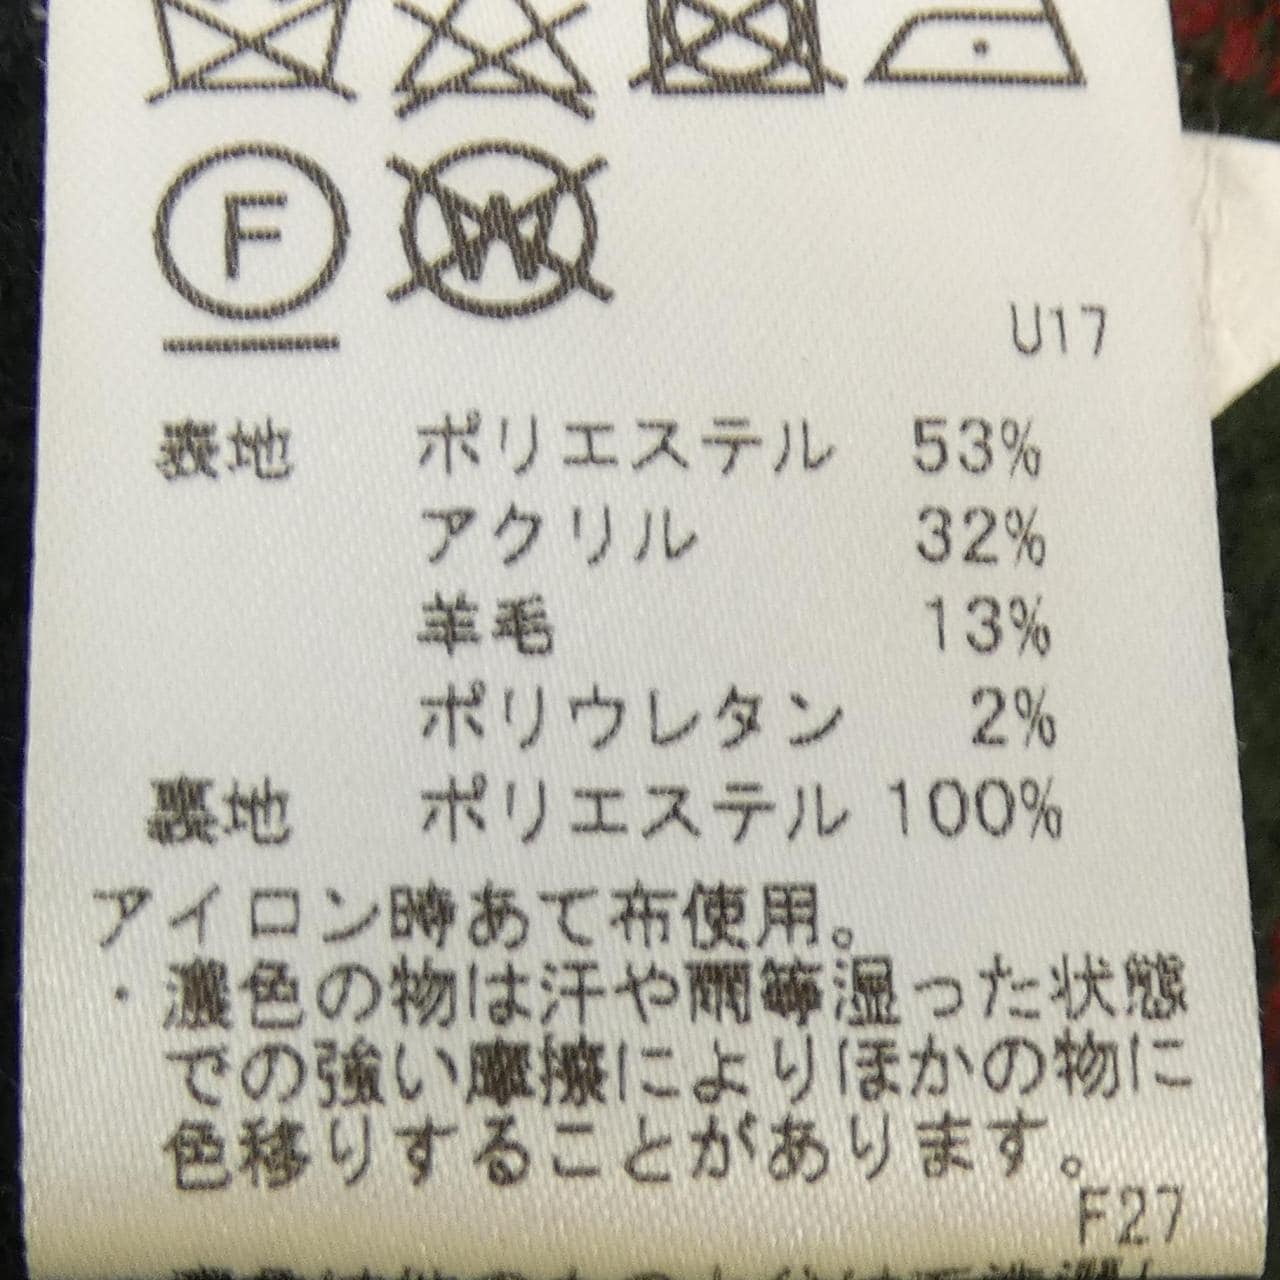 F
W
U17
表地 ポリエステル 53%
アクリル 32%
羊毛 13%
ポリウレタン 2%
裏地 ポリエステル 100%
アイロン時あて布使用。
・濃色の物は汗や雨等湿った状態
での強い摩擦によりほかの物に
色移りすることがあります。
F27